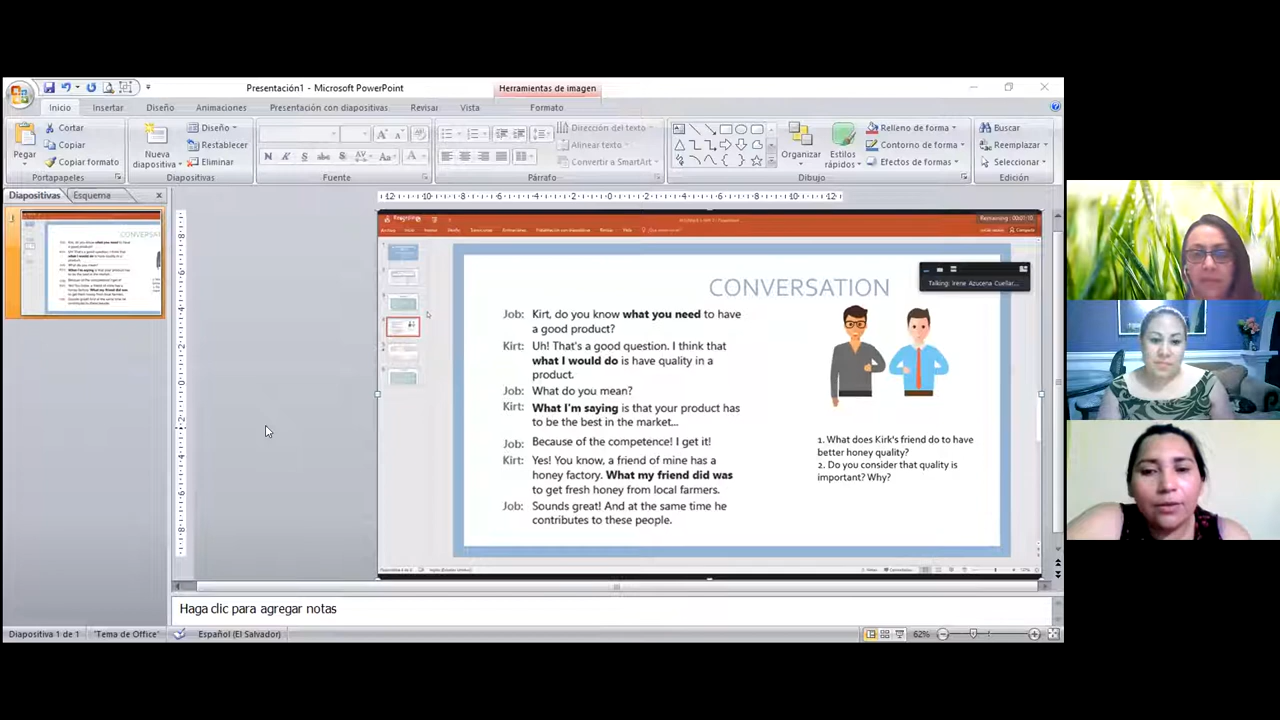 Presentación1 - Microsoft PowerPoint
Herramientas de imagen
Inicio Insertar Diseño Animaciones Presentación con diapositivas Revisar Vista Formato
Pegar
Cortar
Copiar
Copiar formato
Portapapeles
Nueva diapositiva
Diseño
Restablecer
Eliminar
Diapositivas
Fuente
Dirección del texto
Alinear texto
Convertir a SmartArt
Párrafo
Organizar
Estilos rápidos
Relleno de forma
Contorno de forma
Efectos de formas
Dibujo
Buscar
Reemplazar
Seleccionar
Edición
Diapositivas Esquema
1
CONVERSATION
Talking: Irene Azucena Cuellar...
Job: Kirt, do you know what you need to have
a good product?
Kirt: Uh! That's a good question. I think that
what I would do is have quality in a
product.
Job: What do you mean?
Kirt: What I'm saying is that your product has
to be the best in the market...
Job: Because of the competence! I get it!
Kirt: Yes! You know, a friend of mine has a
honey factory. What my friend did was
to get fresh honey from local farmers.
Job: Sounds great! And at the same time he
contributes to these people.
1. What does Kirk's friend do to have
better honey quality?
2. Do you consider that quality is
important? Why?
Haga clic para agregar notas
Diapositiva 1 de 1 "Tema de Office" Español (El Salvador) 62%